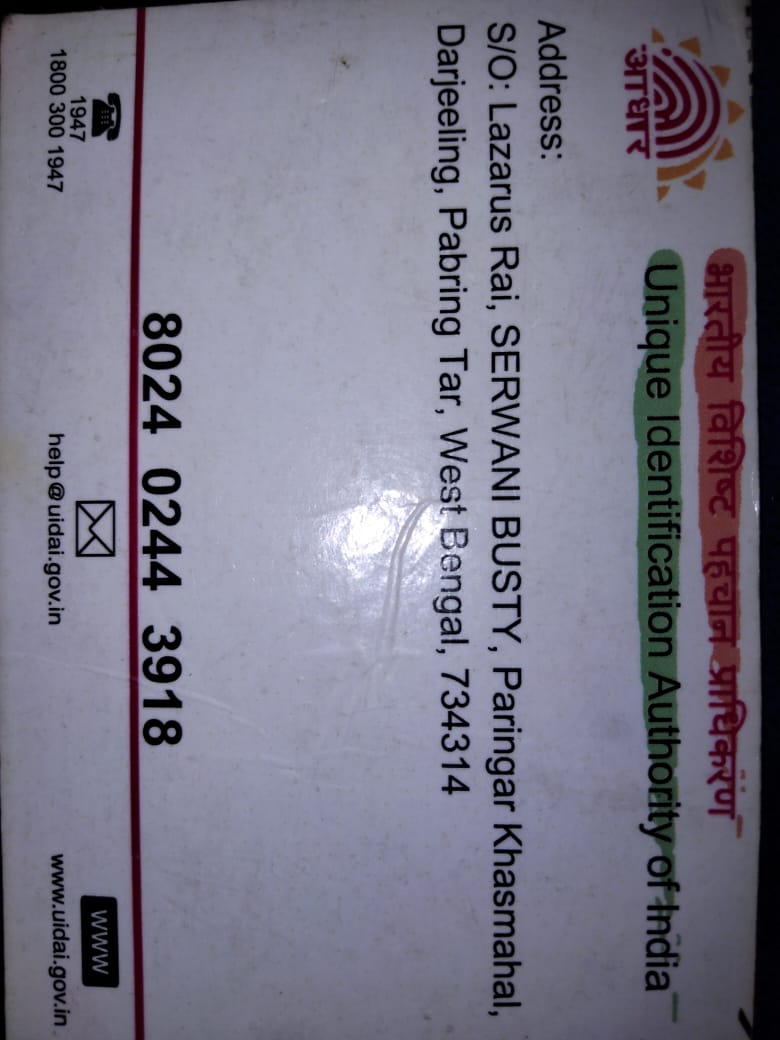 भारतीय विशिष्ट पहचान प्राधिकरण
Unique Identification Authority of India
आधार
Address:
S/O: Lazarus Rai, SERWANI BUSTY, Paringar Khasmahal,
Darjeeling, Pabring Tar, West Bengal, 734314
8024 0244 3918
1947
1800 300 1947
help@uidai.gov.in
WWW
www.uidai.gov.in